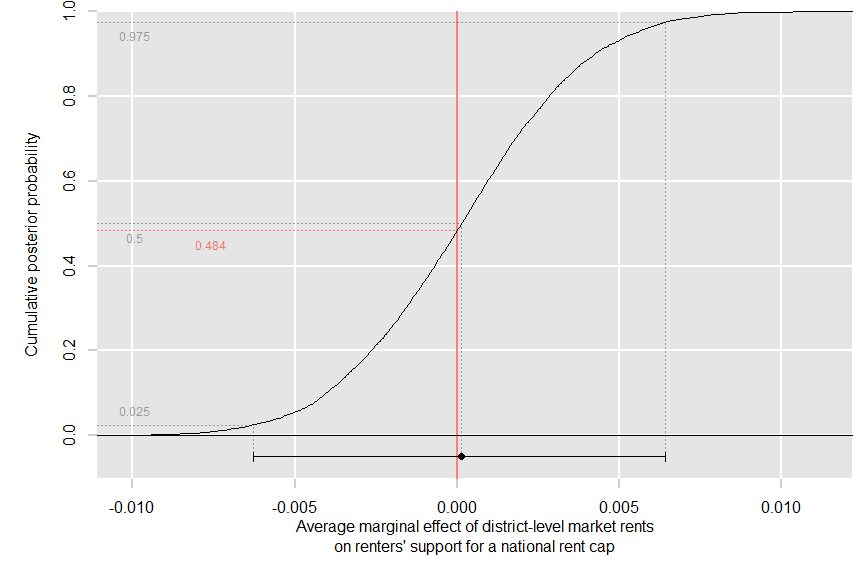 1.0
0.975
0.8
Cumulative posterior probability
0.6
0.5
0.484
0.4
0.2
0.025
0.0
-0.010 -0.005 0.000 0.005 0.010
Average marginal effect of district-level market rents
on renters' support for a national rent cap